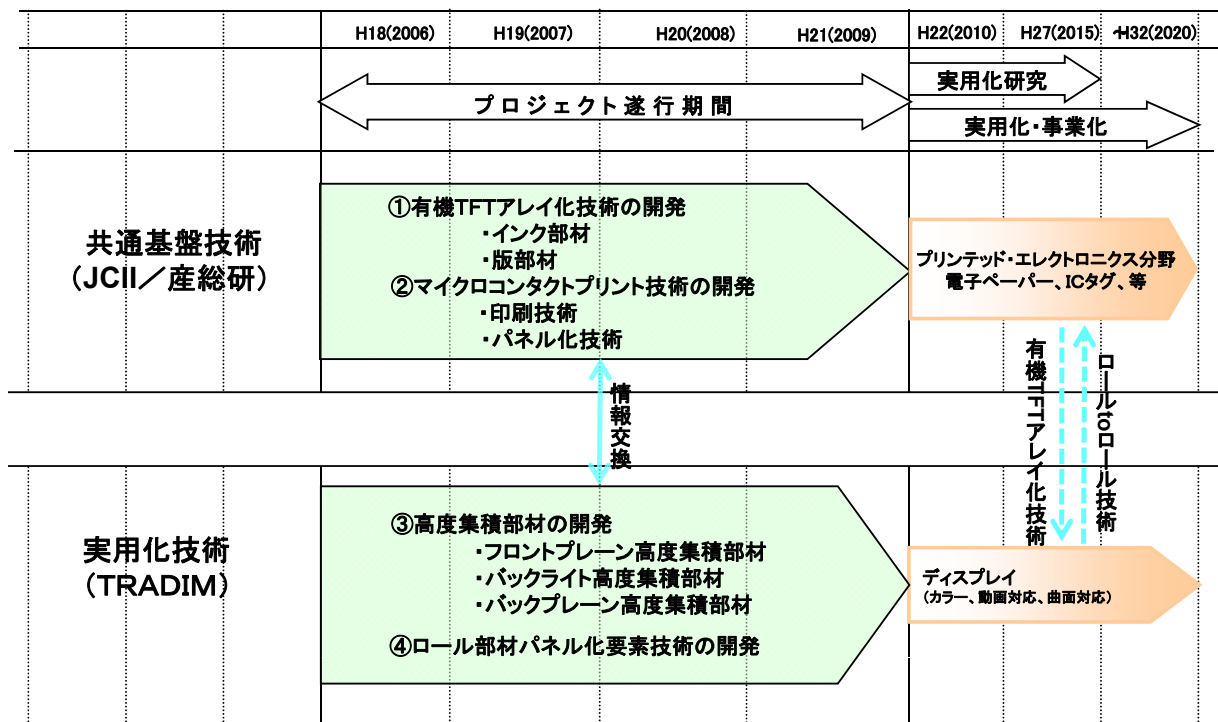 H18(2006) H19(2007) H20(2008) H21(2009) H22(2010) H27(2015) ~H32(2020)
実用化研究
プロジェクト遂行期間
実用化・事業化
共通基盤技術
(JCII/産総研)
①有機TFTアレイ化技術の開発
・インク部材
・版部材
②マイクロコンタクトプリント技術の開発
・印刷技術
・パネル化技術
プリンテッド・エレクトロニクス分野
電子ペーパー、ICタグ、等
情報交換
有機TFTアレイ化技術
ロールtoロール技術
実用化技術
(TRADIM)
③高度集積部材の開発
・フロントプレーン高度集積部材
・バックライト高度集積部材
・バックプレーン高度集積部材
④ロール部材パネル化要素技術の開発
ディスプレイ
(カラー、動画対応、曲面対応)